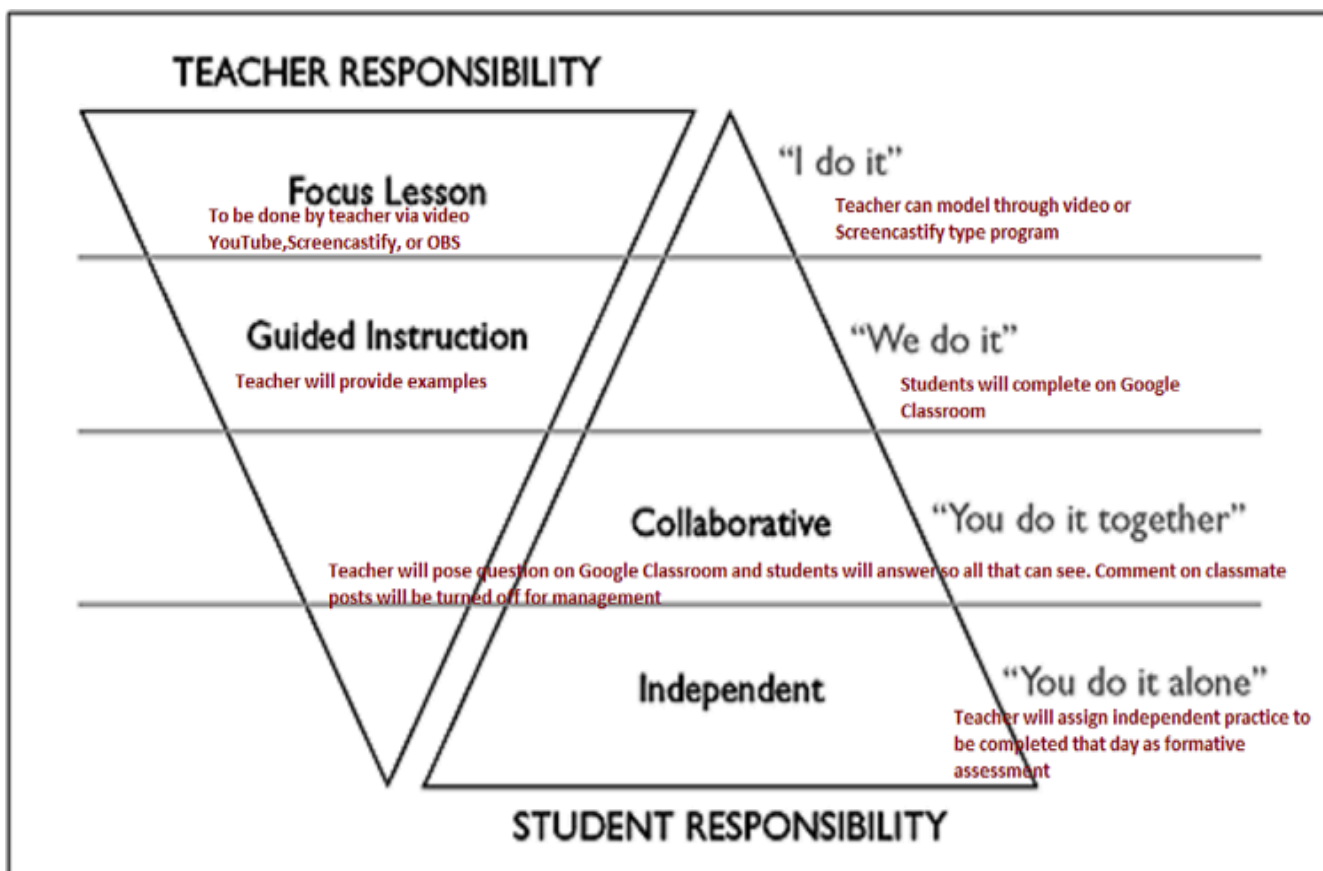 TEACHER RESPONSIBILITY
Focus Lesson
To be done by teacher via video
YouTube,Screencastify, or OBS
“I do it”
Teacher can model through video or
Screencastify type program
Guided Instruction
Teacher will provide examples
“We do it”
Students will complete on Google
Classroom
Collaborative
“You do it together”
Teacher will pose question on Google Classroom and students will answer so all that can see. Comment on classmate
posts will be turned off for management
Independent
“You do it alone”
Teacher will assign independent practice to
be completed that day as formative
assessment
STUDENT RESPONSIBILITY